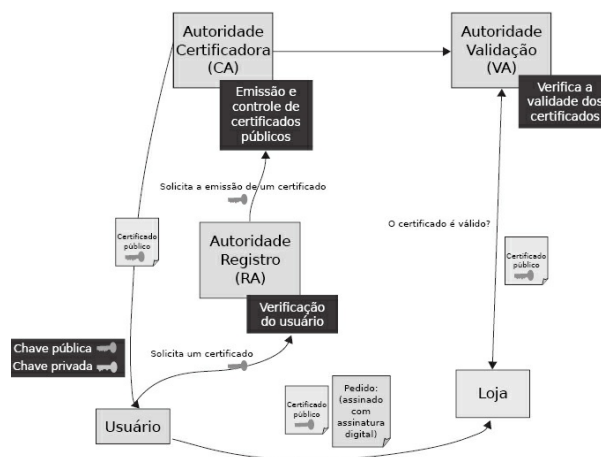 Autoridade
Certificadora
(CA)
Emissão e
controle de
certificados
públicos
Autoridade
Validação
(VA)
Verifica a
validade dos
certificados
Solicita a emissão de um certificado
Autoridade
Registro
(RA)
Verificação
do usuário
O certificado é válido?
Certificado
público
Certificado
público
Chave pública
Chave privada
Solicita um certificado
Usuário
Certificado
público
Pedido:
(assinado
com
assinatura
digital)
Loja